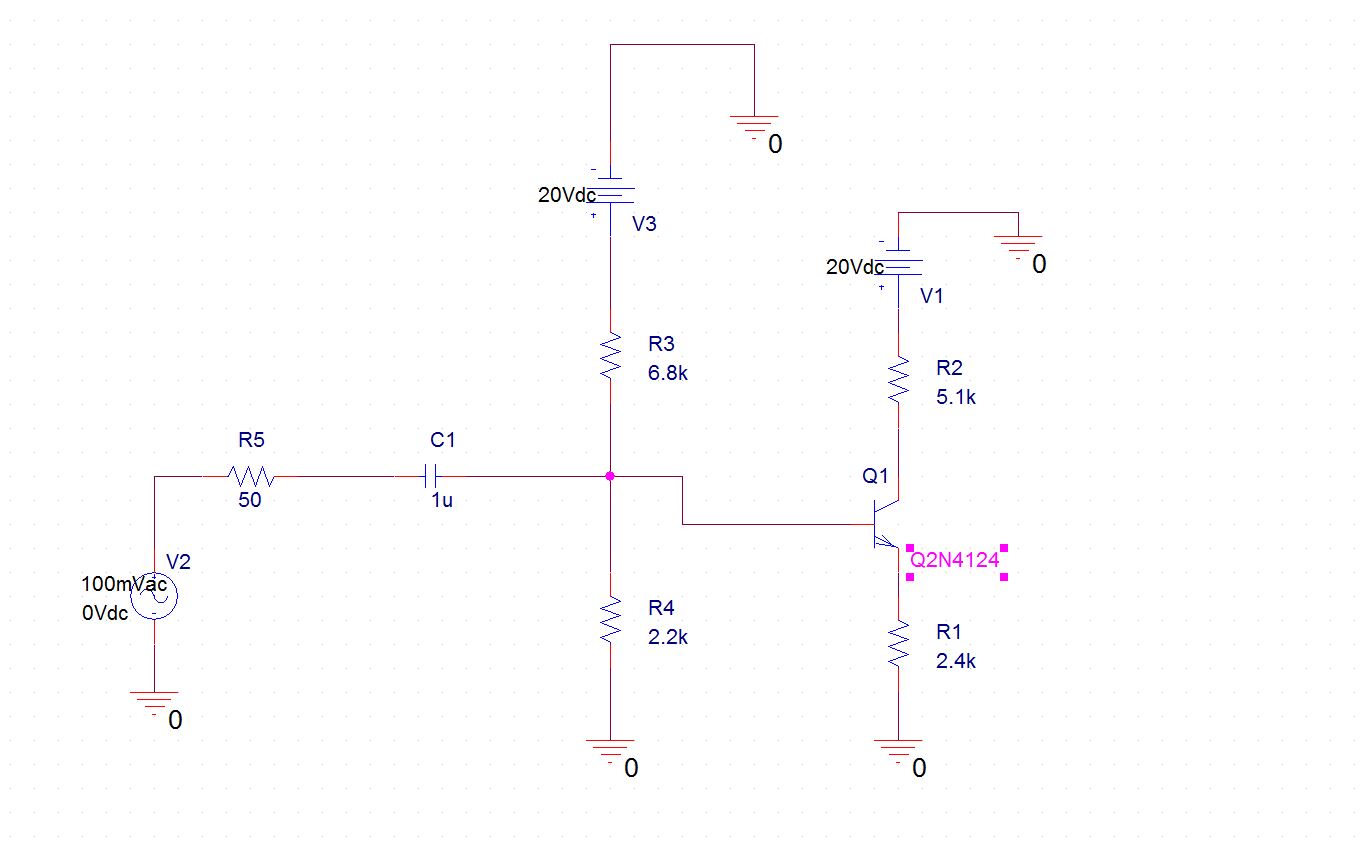 0
20Vdc
-
+
V3
20Vdc
-
+
V1
0
R3
6.8k
R2
5.1k
R5
50
C1
1u
Q1
Q2N4124
V2
100mVac
0Vdc
-
R4
2.2k
R1
2.4k
0
0
0